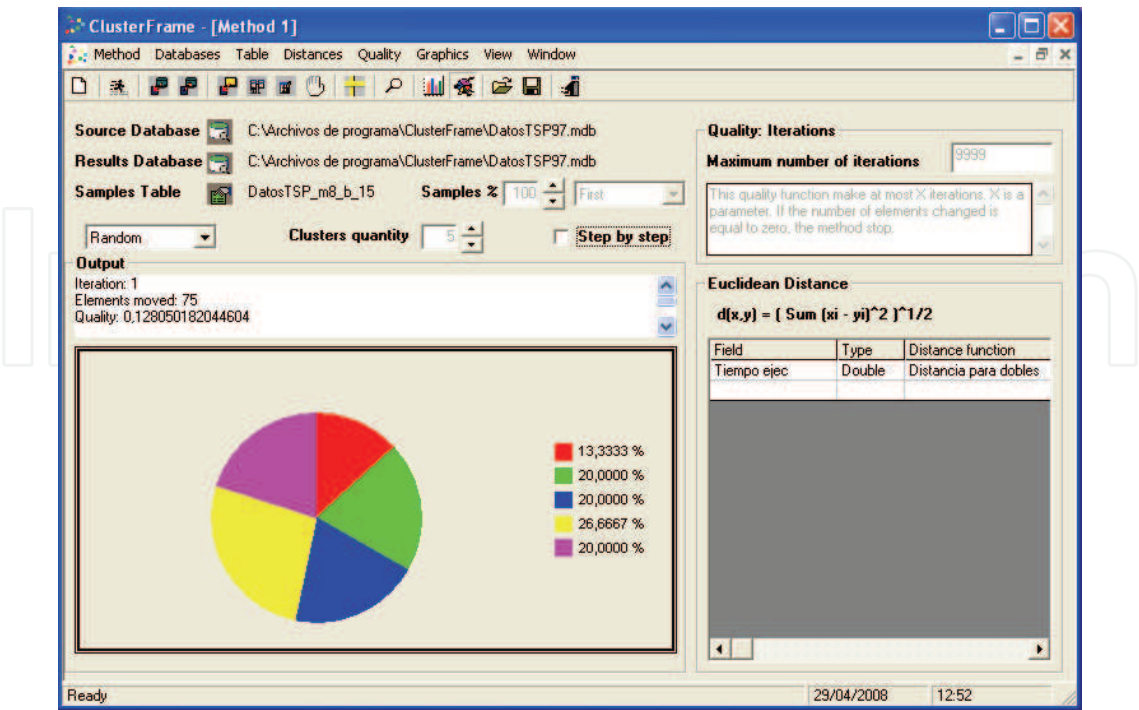 ClusterFrame - [Method 1]
Method Databases Table Distances Quality Graphics View Window
Source Database C:\Archivos de programa\ClusterFrame\DatosTSP97.mdb
Results Database C:\Archivos de programa\ClusterFrame\DatosTSP97.mdb
Samples Table DatosTSP_m8_b_15 Samples % 100 First
Random Clusters quantity 5 Step by step
Output
Iteration: 1
Elements moved: 75
Quality: 0,128050182044604
13,3333 %
20,0000 %
20,0000 %
26,6667 %
20,0000 %
Quality: Iterations
Maximum number of iterations 9999
This quality function make at most X iterations. X is a
parameter. If the number of elements changed is
equal to zero, the method stop.
Euclidean Distance
d(x,y) = ( Sum (xi - yi)^2 )^1/2
Field Type Distance function
Tiempo ejec Double Distancia para dobles
Ready 29/04/2008 12:52